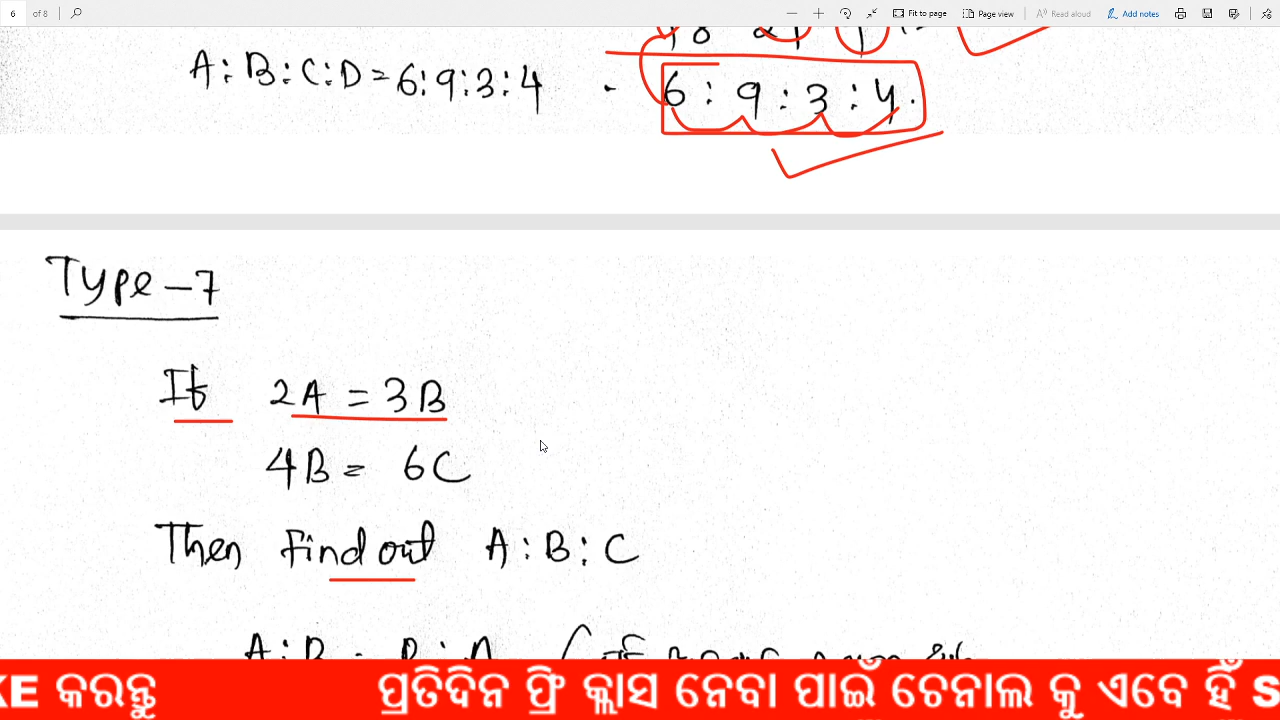 6 of 8 Fit to page Page view Read aloud Add notes
A:B:C:D=6:9:3:4
6:9:3:4.
Type-7
If 2A = 3B
4B = 6C
Then find out A:B:C
KE କରନ୍ତୁ ପ୍ରତିଦିନ ଫ୍ରି କ୍ଲାସ ନେବା ପାଇଁ ଚେନାଲ କୁ ଏବେ ହିଁ S